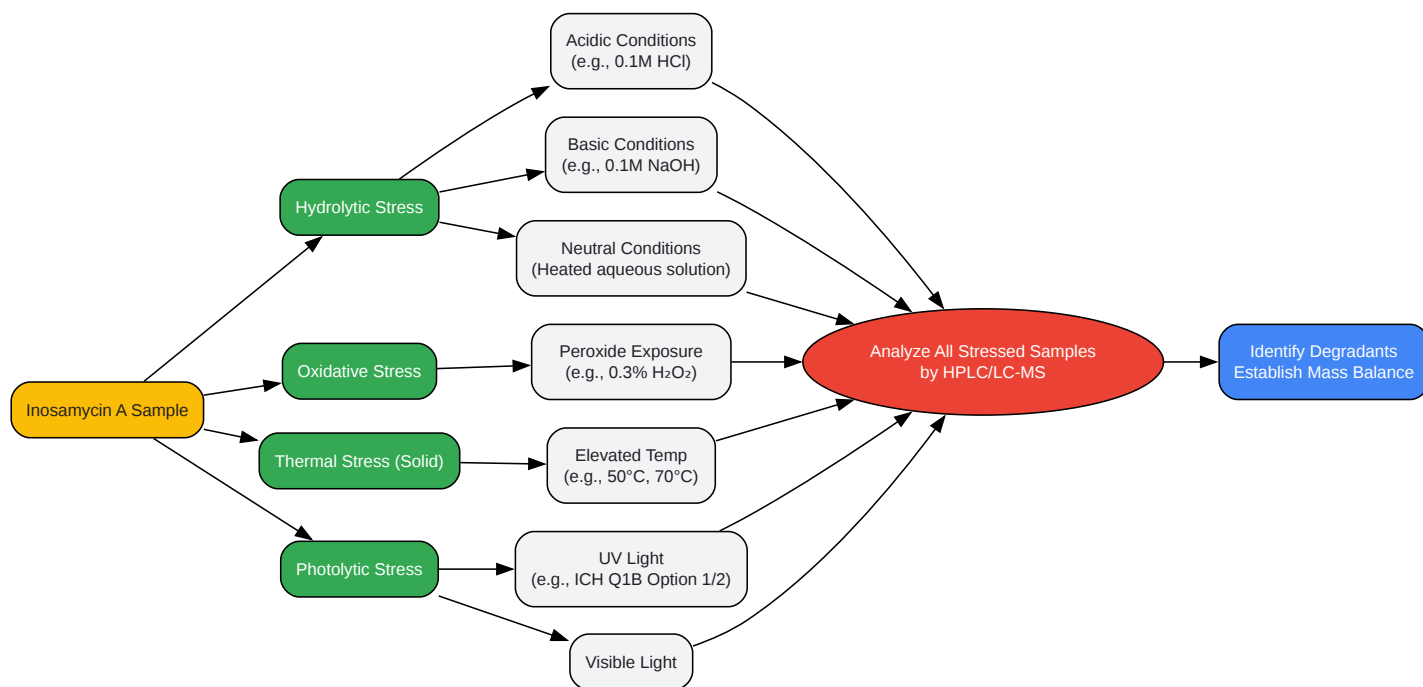 Acidic Conditions
(e.g., 0.1M HCl)
Basic Conditions
(e.g., 0.1M NaOH)
Hydrolytic Stress
Neutral Conditions
(Heated aqueous solution)
Oxidative Stress
Peroxide Exposure
(e.g., 0.3% H₂O₂)
Analyze All Stressed Samples
by HPLC/LC-MS
Identify Degradants
Establish Mass Balance
Inosamycin A Sample
Thermal Stress (Solid)
Elevated Temp
(e.g., 50°C, 70°C)
Photolytic Stress
UV Light
(e.g., ICH Q1B Option 1/2)
Visible Light